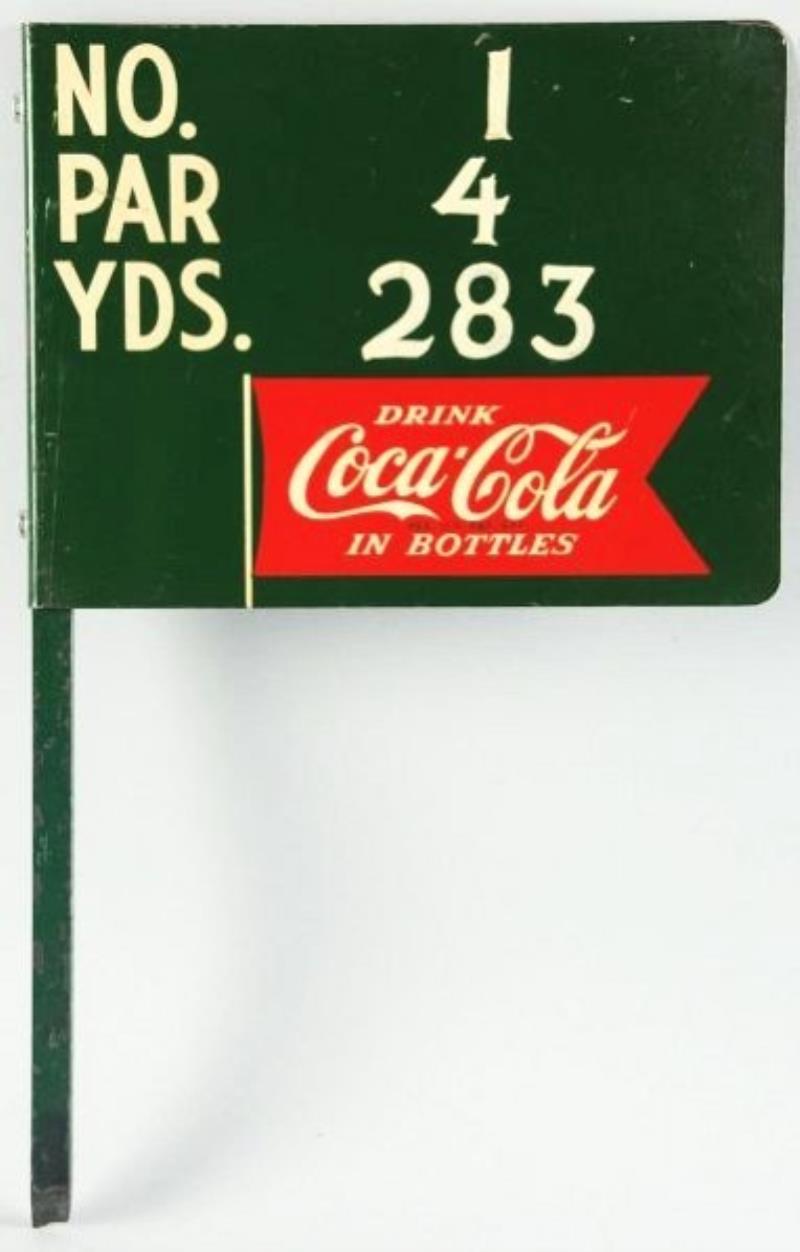 NO. 1
PAR 4
YDS. 283
DRINK
Coca-Cola
IN BOTTLES